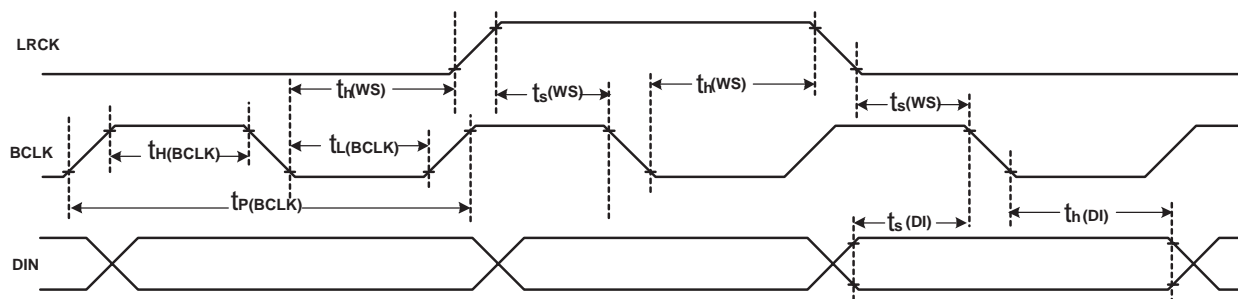 LRCK
th(WS)
ts(WS)
th(WS)
ts(WS)
BCLK
tH(BCLK)
tL(BCLK)
tP(BCLK)
ts(DI)
th(DI)
DIN